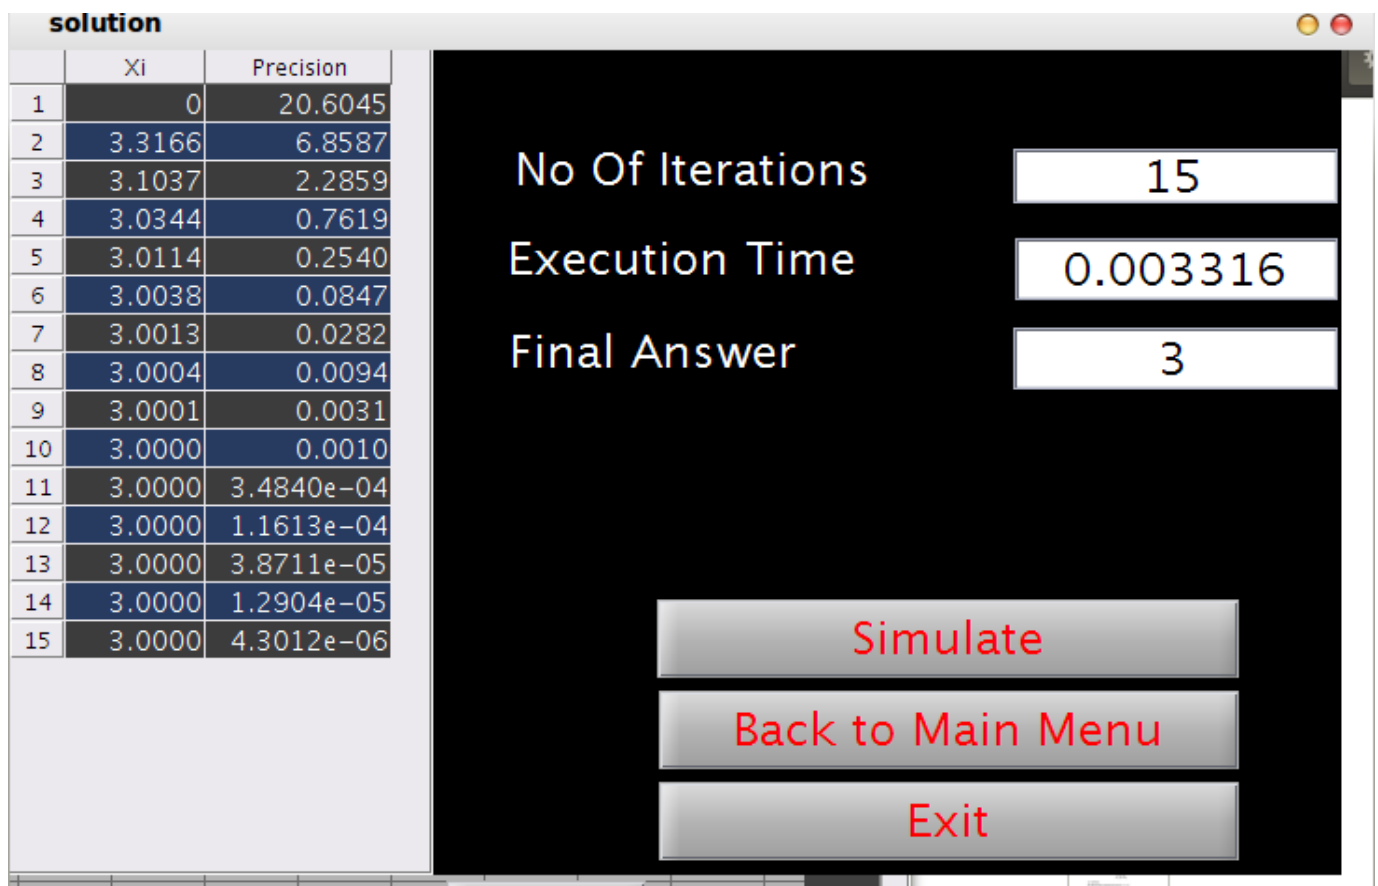 solution
Xi Precision
1 0 20.6045
2 3.3166 6.8587
3 3.1037 2.2859
4 3.0344 0.7619
5 3.0114 0.2540
6 3.0038 0.0847
7 3.0013 0.0282
8 3.0004 0.0094
9 3.0001 0.0031
10 3.0000 0.0010
11 3.0000 3.4840e-04
12 3.0000 1.1613e-04
13 3.0000 3.8711e-05
14 3.0000 1.2904e-05
15 3.0000 4.3012e-06
No Of Iterations 15
Execution Time 0.003316
Final Answer 3
Simulate
Back to Main Menu
Exit